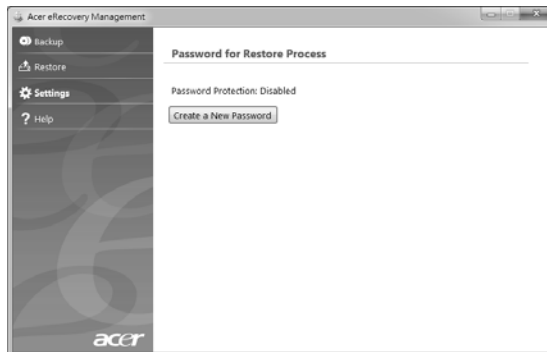 Acer eRecovery Management
Backup
Restore
Settings
Help
Password for Restore Process
Password Protection: Disabled
Create a New Password
acer